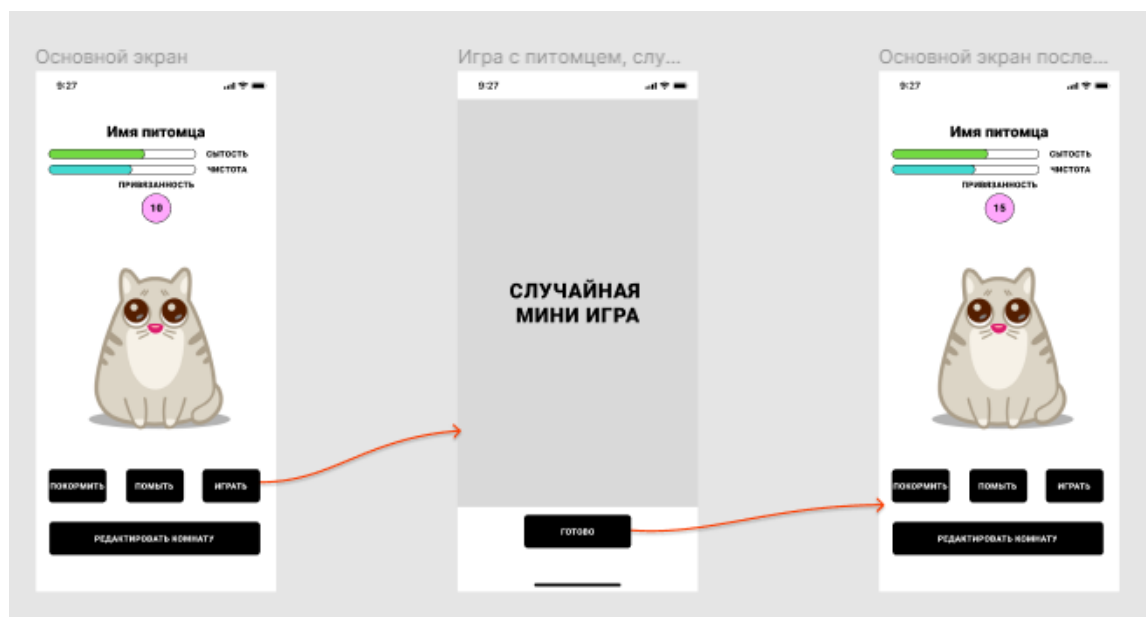 Основной экран
9:27
Имя питомца
СЫТОСТЬ
ЧИСТОТА
ПРИВЯЗАННОСТЬ
10
ПОКОРМИТЬ
ПОМЫТЬ
ИГРАТЬ
РЕДАКТИРОВАТЬ КОМНАТУ
Игра с питомцем, слу...
9:27
СЛУЧАЙНАЯ
МИНИ ИГРА
ГОТОВО
Основной экран после...
9:27
Имя питомца
СЫТОСТЬ
ЧИСТОТА
ПРИВЯЗАННОСТЬ
15
ПОКОРМИТЬ
ПОМЫТЬ
ИГРАТЬ
РЕДАКТИРОВАТЬ КОМНАТУ